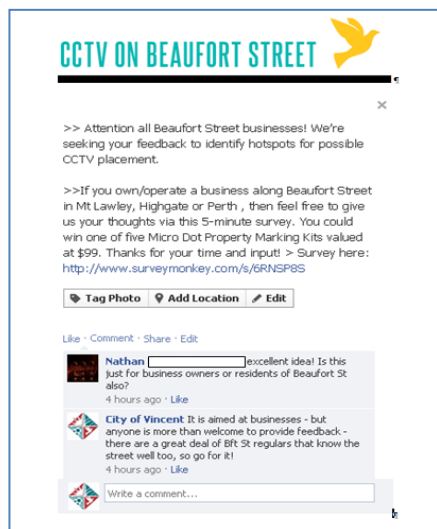 CCTV ON BEAUFORT STREET
>> Attention all Beaufort Street businesses! We're
seeking your feedback to identify hotspots for possible
CCTV placement.
>>If you own/operate a business along Beaufort Street
in Mt Lawley, Highgate or Perth , then feel free to give
us your thoughts via this 5-minute survey. You could
win one of five Micro Dot Property Marking Kits valued
at $99. Thanks for your time and input! > Survey here:
http://www.surveymonkey.com/s/6RNSP8S
Tag Photo Add Location Edit
Like · Comment · Share · Edit
Nathan excellent idea! Is this
just for business owners or residents of Beaufort St
also?
4 hours ago · Like
City of Vincent It is aimed at businesses - but
anyone is more than welcome to provide feedback -
there are a great deal of Bft St regulars that know the
street well too, so go for it!
4 hours ago · Like
Write a comment...